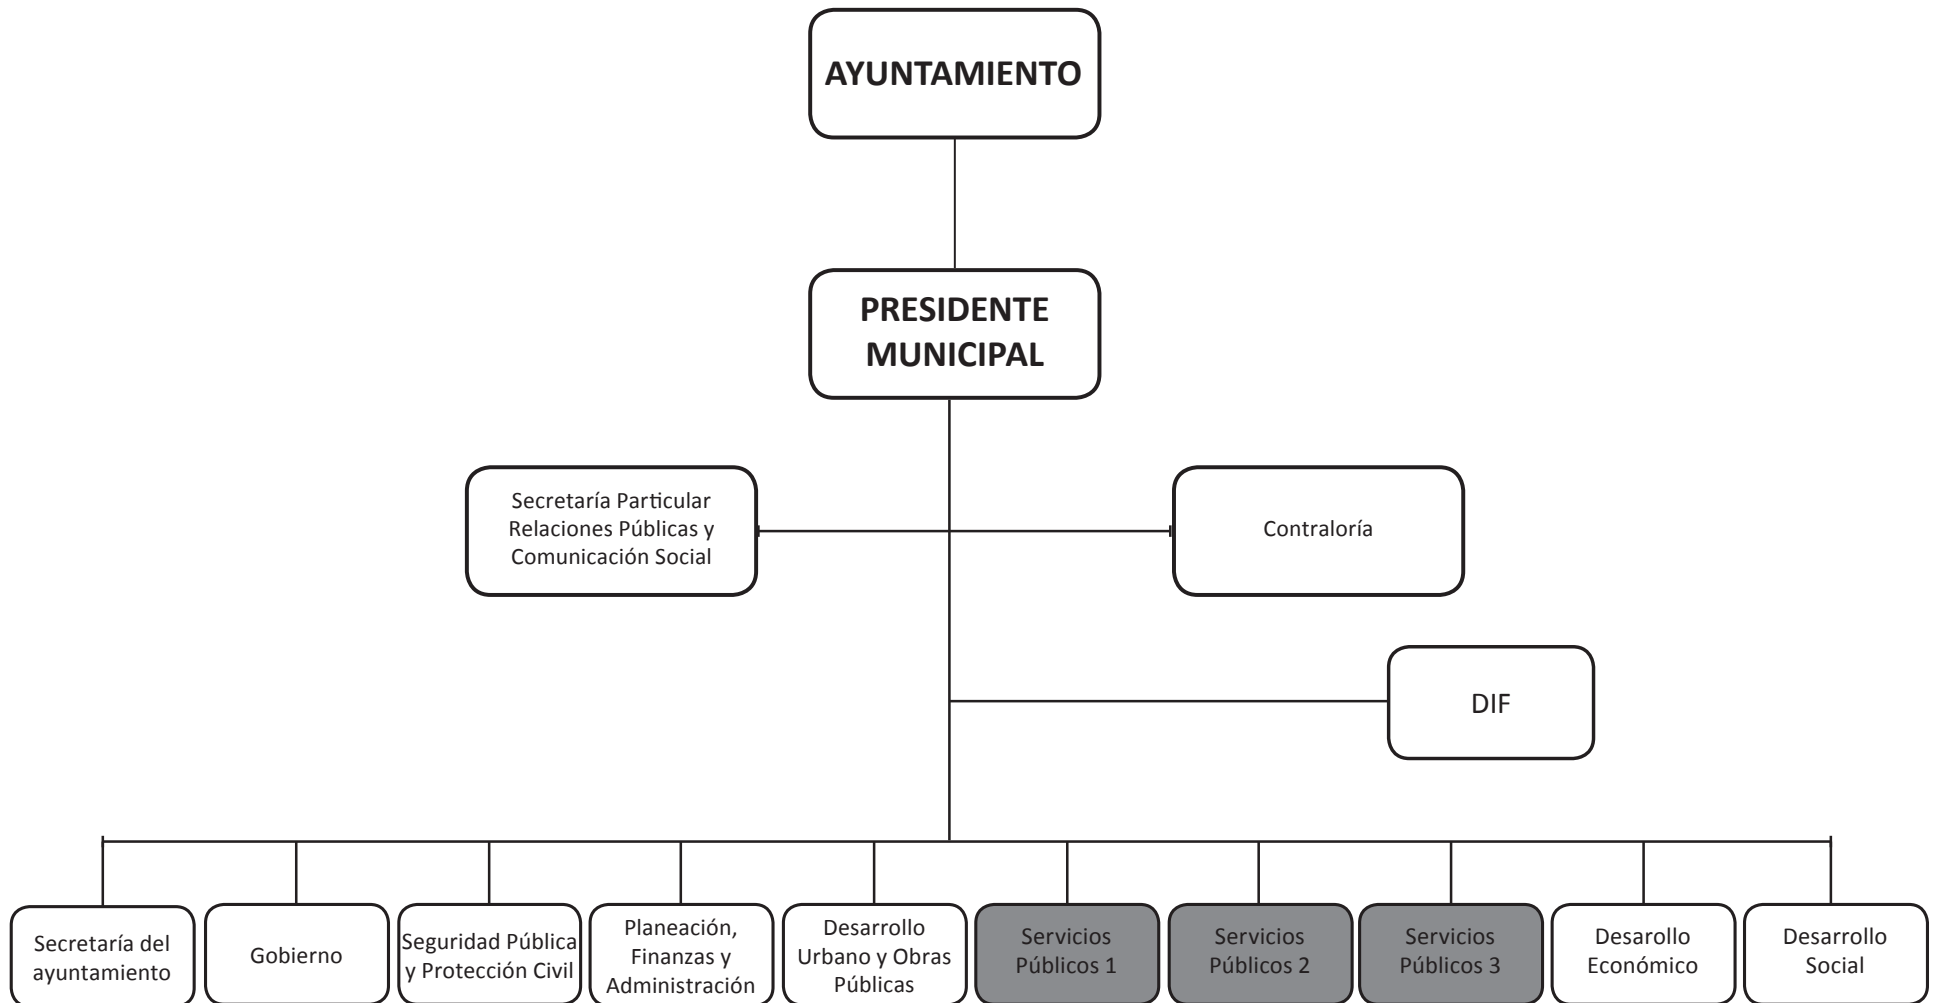 AYUNTAMIENTO
PRESIDENTE
MUNICIPAL
Secretaría Particular
Relaciones Públicas y
Comunicación Social
Contraloría
DIF
Secretaría del
ayuntamiento
Gobierno
Seguridad Pública
y Protección Civil
Planeación,
Finanzas y
Administración
Desarrollo
Urbano y Obras
Públicas
Servicios
Públicos 1
Servicios
Públicos 2
Servicios
Públicos 3
Desarollo
Económico
Desarrollo
Social